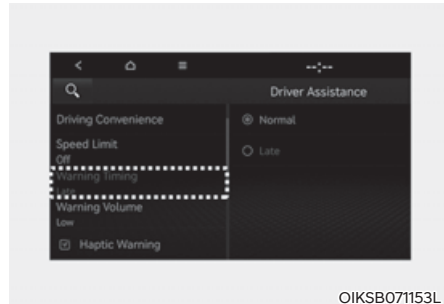 --:--
Driver Assistance
Driving Convenience
Speed Limit
Off
Warning Timing
Late
Warning Volume
Low
Haptic Warning
Normal
Late
OIKSB071153L